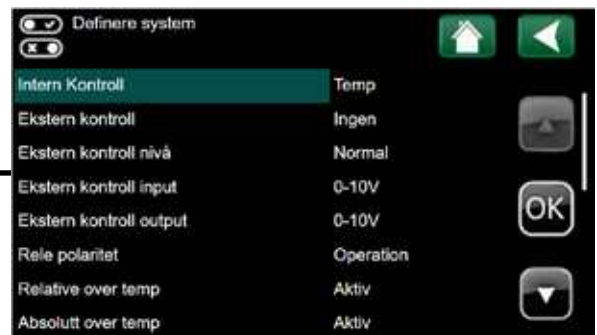 Definere system
Intern Kontroll Temp
Ekstern kontroll Ingen
Ekstern kontroll nivå Normal
Ekstern kontroll input 0-10V
Ekstern kontroll output 0-10V
Rele polaritet Operation
Relative over temp Aktiv
Absolutt over temp Aktiv
OK